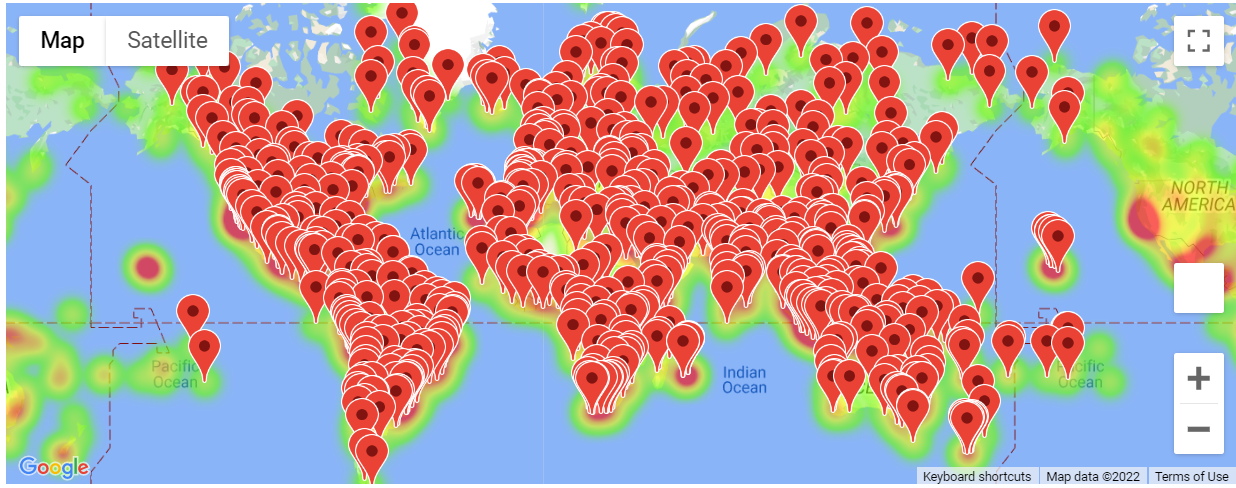 Map
Satellite
NORTH
AMERICA
Atlantic
Ocean
Pacific
Ocean
Indian
Ocean
Pacific
Ocean
Google
Keyboard shortcuts
Map data ©2022
Terms of Use